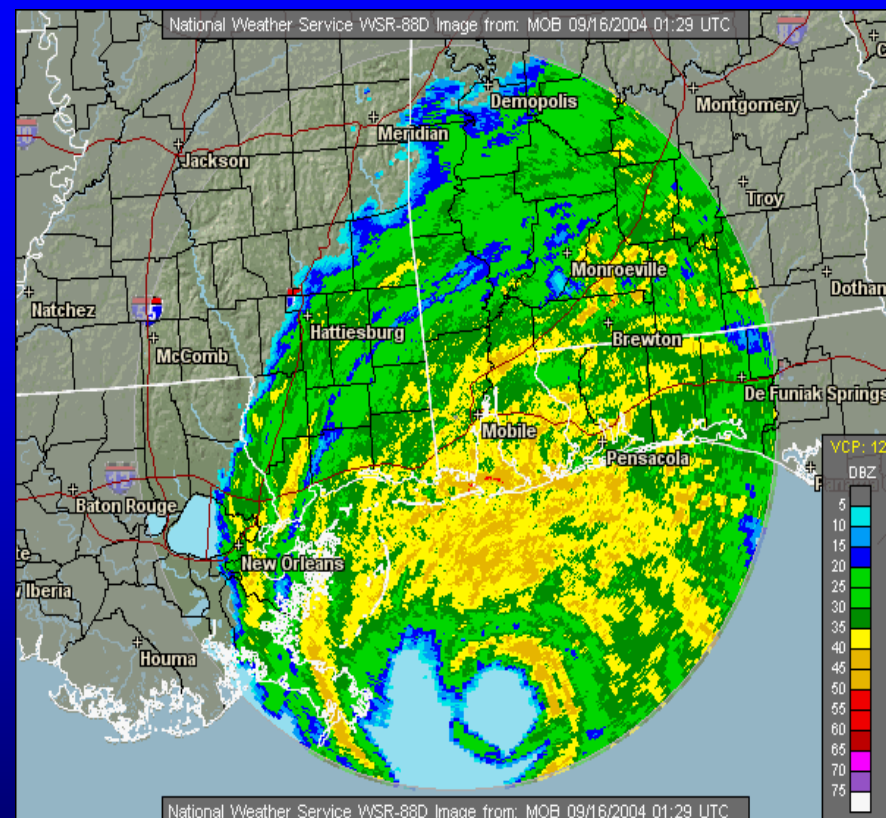 National Weather Service WSR-88D Image from: MOB 09/16/2004 01:29 UTC
Demopolis
Montgomery
Meridian
Jackson
Troy
Monroeville
Dothan
Natchez
Hattiesburg
Brewton
McComb
De Funiak Springs
Mobile
Pensacola
VCP: 12
DBZ
Baton Rouge
New Orleans
Iberia
Houma
5
10
15
20
25
30
35
40
45
50
55
60
65
70
75
National Weather Service WSR-88D Image from: MOB 09/16/2004 01:29 UTC